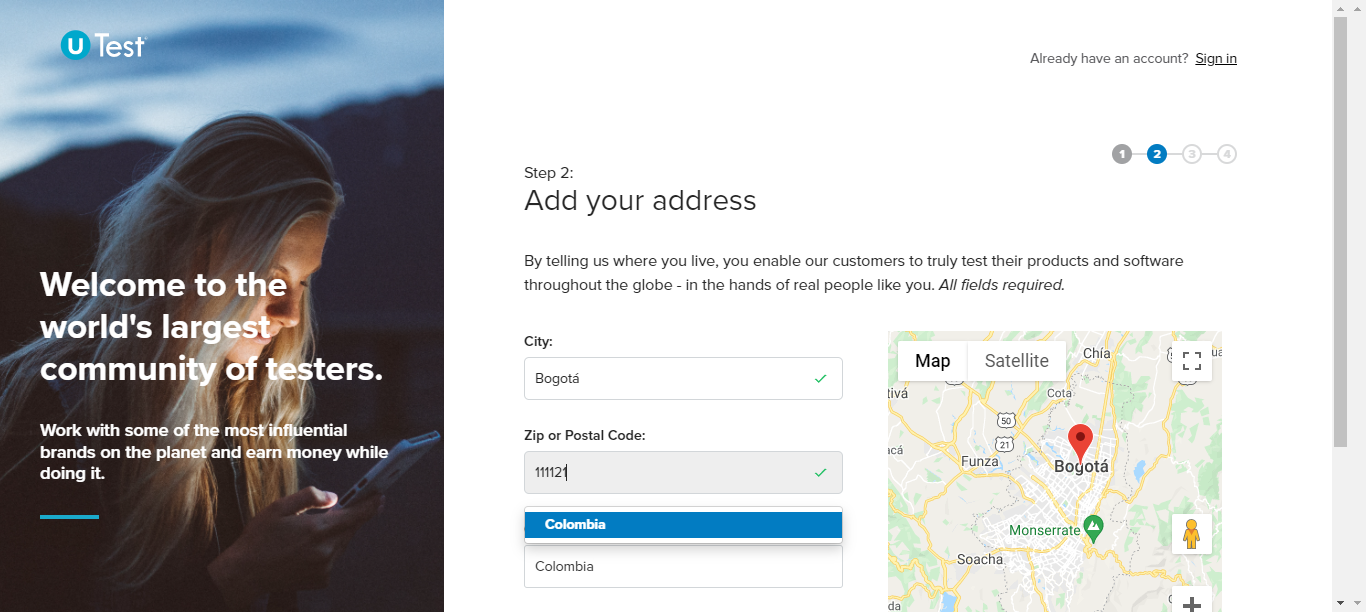 U Test
Already have an account? Sign in
1 2 3 4
Step 2:
Add your address
By telling us where you live, you enable our customers to truly test their products and software
throughout the globe - in the hands of real people like you. All fields required.
Welcome to the
world's largest
community of testers.
Work with some of the most influential
brands on the planet and earn money while
doing it.
City:
Bogotá
Zip or Postal Code:
111121
Colombia
Colombia
Map Satellite
Chía
Cota
50
21
Funza
Bogotá
Monserrate
Soacha